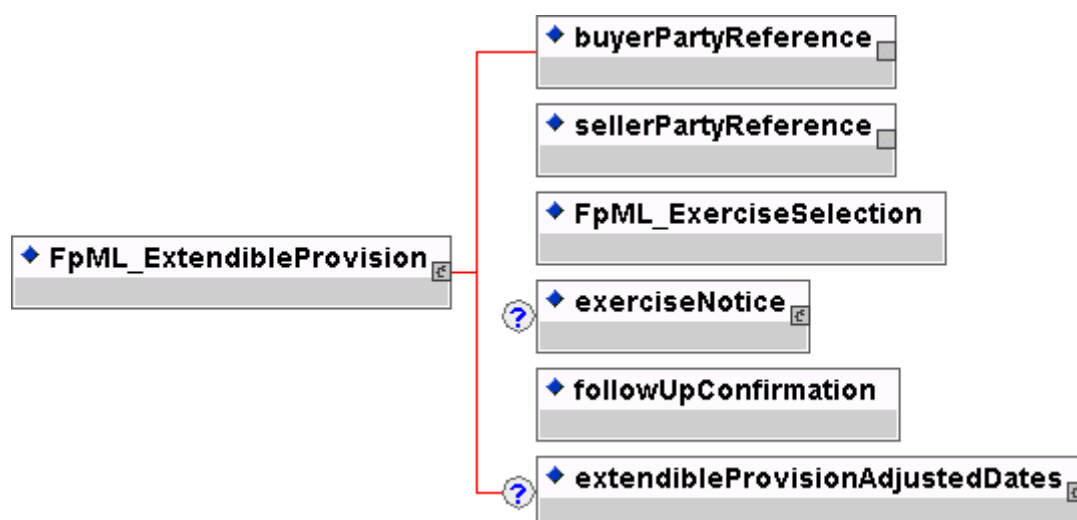 buyerPartyReference
sellerPartyReference
FpML_ExerciseSelection
FpML_ExtendibleProvision
? exerciseNotice
followUpConfirmation
? extendibleProvisionAdjustedDates